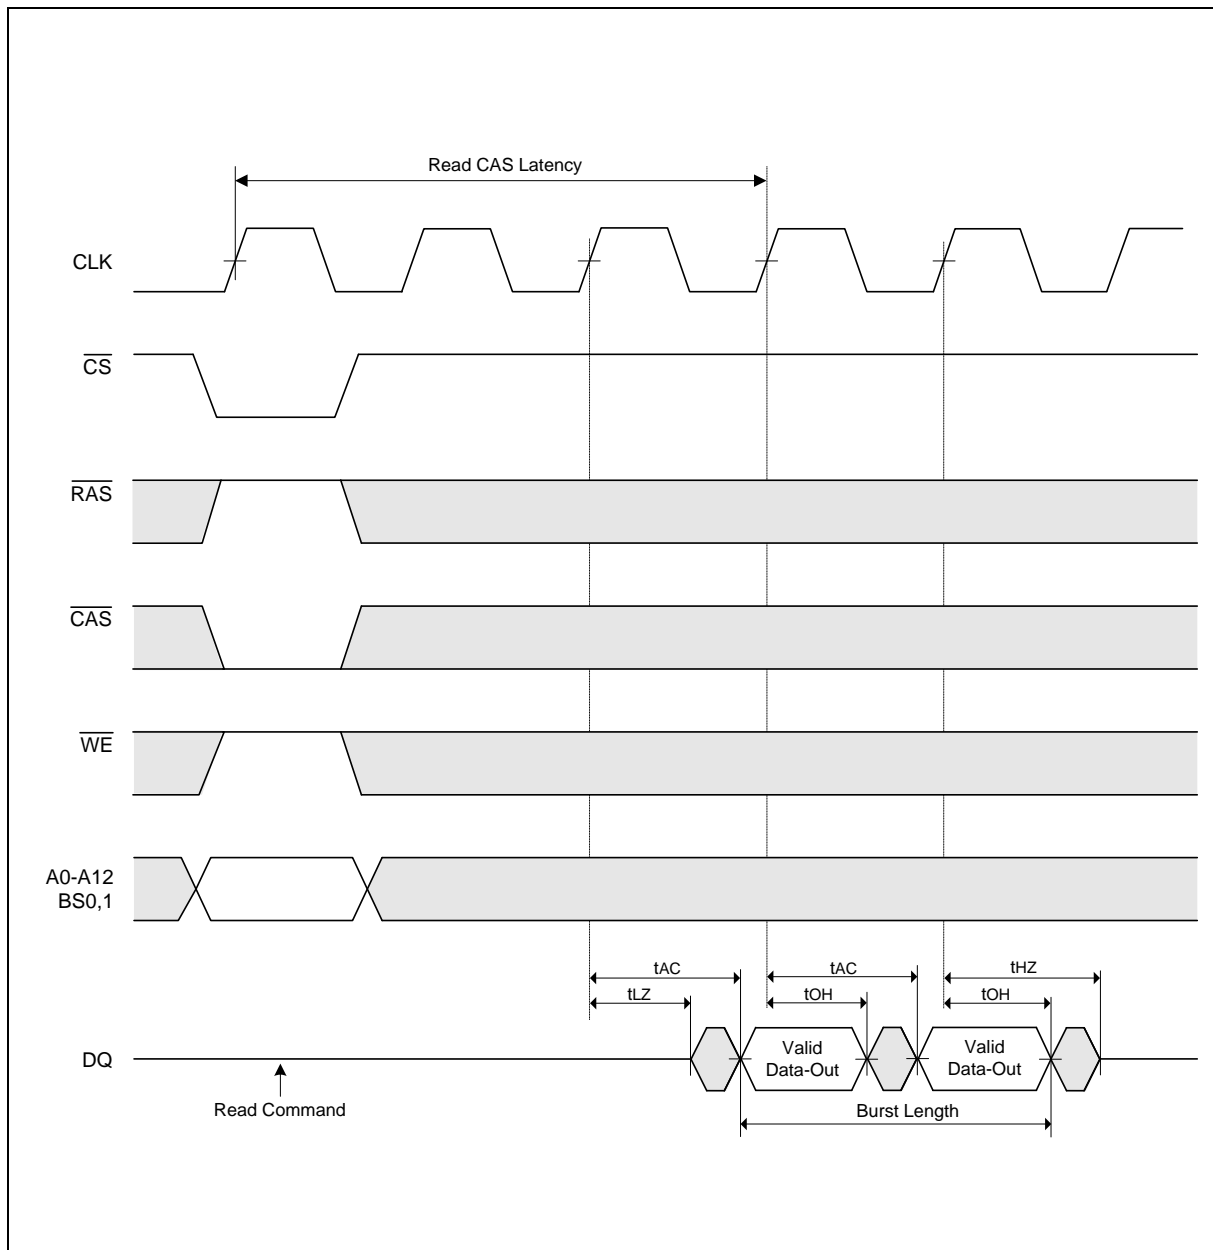 Read CAS Latency
CLK
CS
RAS
CAS
WE
A0-A12
BS0,1
tAC
tAC
tHZ
tLZ
tOH
tOH
DQ
Valid
Data-Out
Valid
Data-Out
Read Command
Burst Length